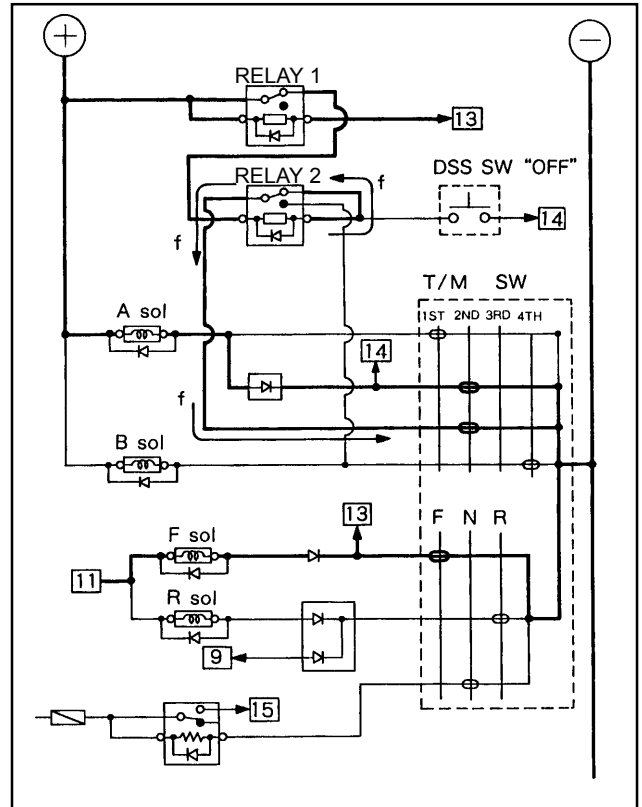 + −
RELAY 1
13
RELAY 2
f
DSS SW "OFF"
f
14
T/M SW
A sol
1ST 2ND 3RD 4TH
14
f
B sol
13
F N R
F sol
11
R sol
9
15